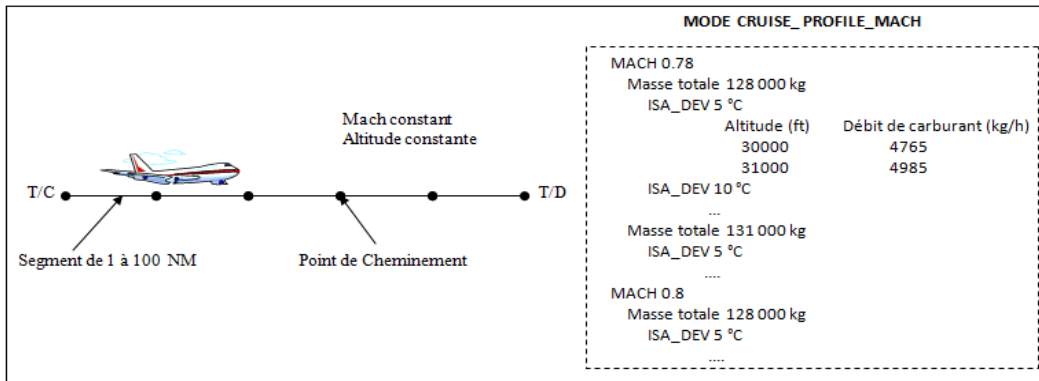 Mach constant
Altitude constante
T/C
T/D
Segment de 1 à 100 NM
Point de Cheminement
MODE CRUISE_PROFILE_MACH
MACH 0.78
Masse totale 128 000 kg
ISA_DEV 5 °C
Altitude (ft) Débit de carburant (kg/h)
30000 4765
31000 4985
ISA_DEV 10 °C
...
Masse totale 131 000 kg
ISA_DEV 5 °C
....
MACH 0.8
Masse totale 128 000 kg
ISA_DEV 5 °C
....